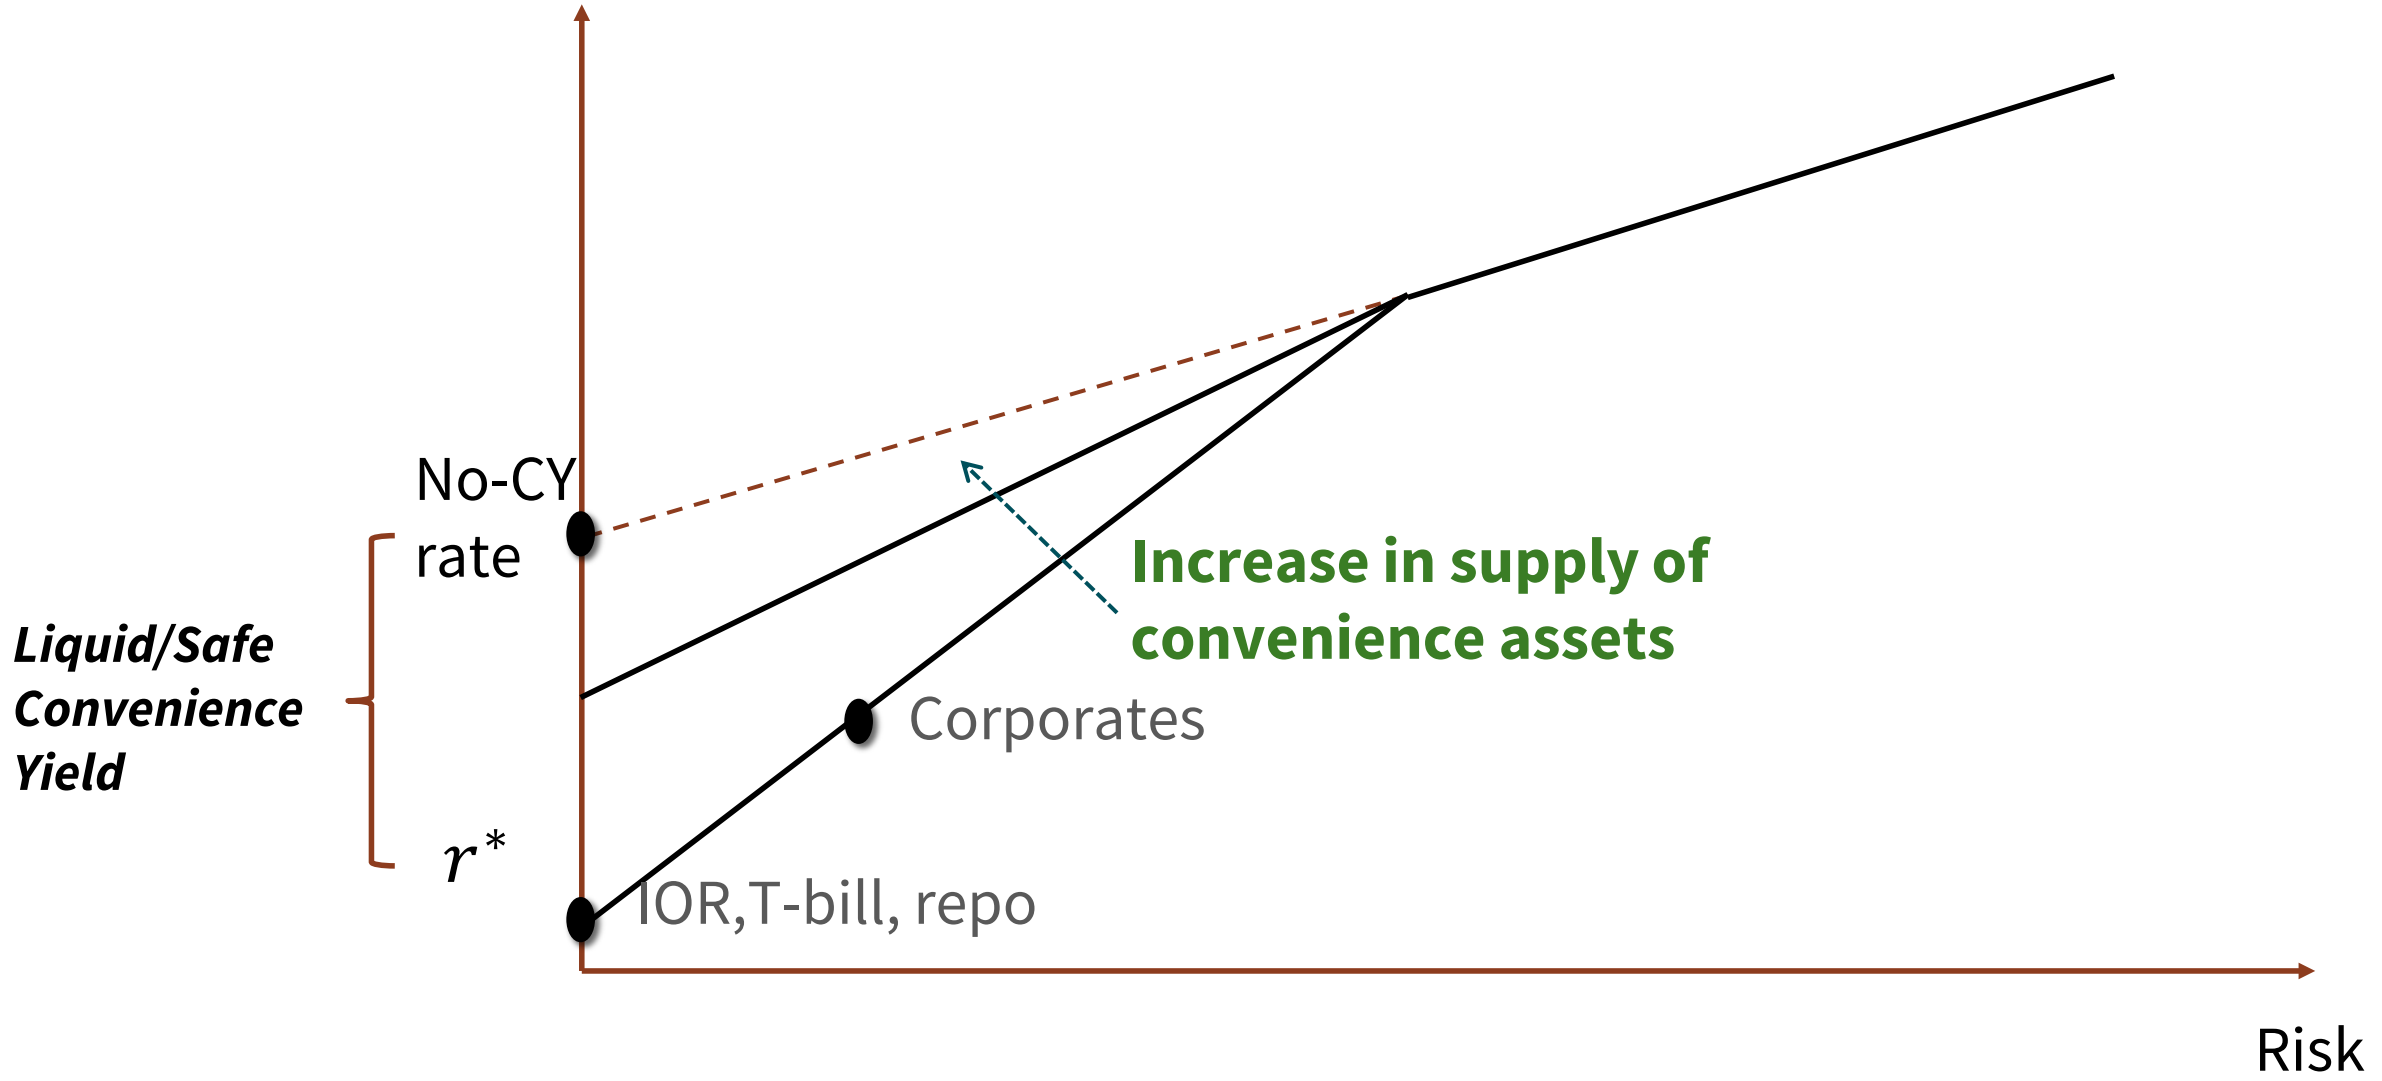 No-CY
rate
Liquid/Safe
Convenience
Yield
Increase in supply of
convenience assets
Corporates
r*
IOR,T-bill, repo
Risk